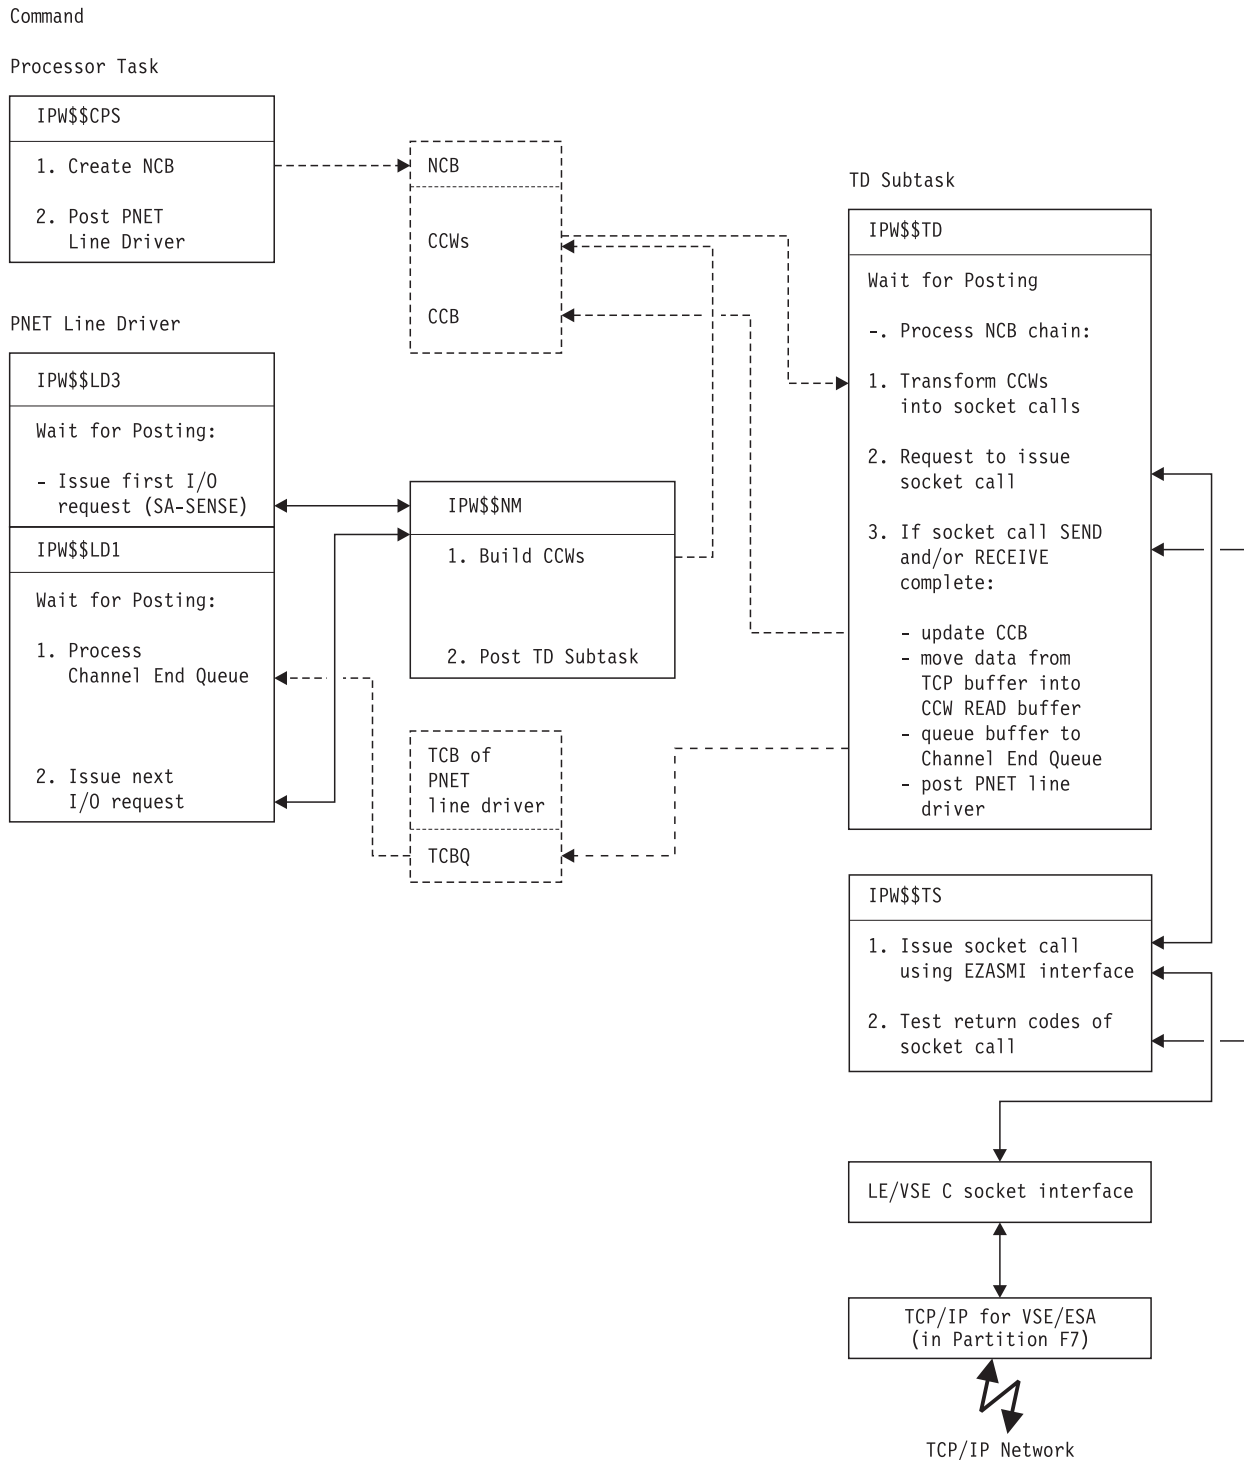 Command
Processor Task
IPW$$CPS
1. Create NCB
2. Post PNET
Line Driver
PNET Line Driver
IPW$$LD3
Wait for Posting:
- Issue first I/O
request (SA-SENSE)
IPW$$LD1
Wait for Posting:
1. Process
Channel End Queue
2. Issue next
I/O request
NCB
CCWs
CCB
IPW$$NM
1. Build CCWs
2. Post TD Subtask
TCB of
PNET
line driver
TCBQ
TD Subtask
IPW$$TD
Wait for Posting
-. Process NCB chain:
1. Transform CCWs
into socket calls
2. Request to issue
socket call
3. If socket call SEND
and/or RECEIVE
complete:
- update CCB
- move data from
TCP buffer into
CCW READ buffer
- queue buffer to
Channel End Queue
- post PNET line
driver
IPW$$TS
1. Issue socket call
using EZASMI interface
2. Test return codes of
socket call
LE/VSE C socket interface
TCP/IP for VSE/ESA
(in Partition F7)
TCP/IP Network